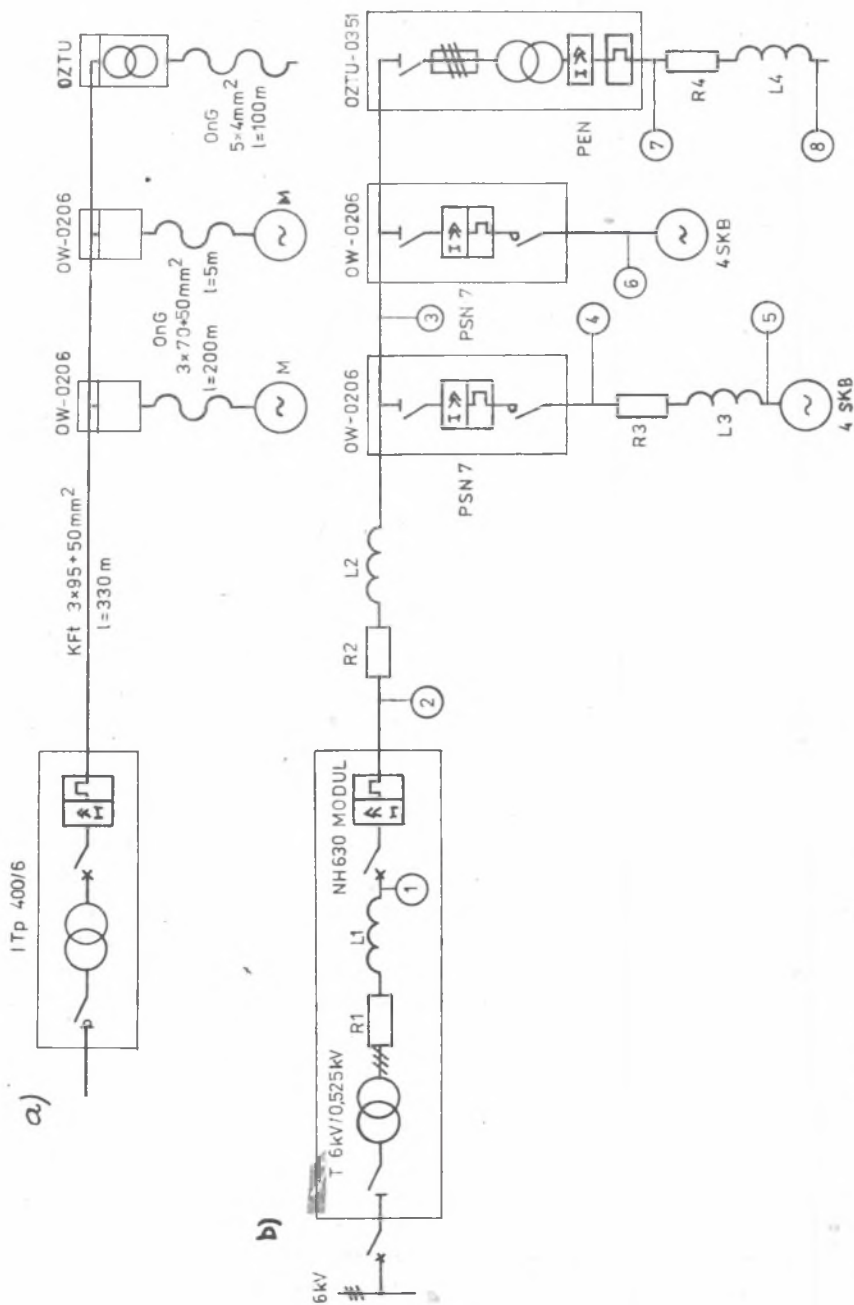 a)
I Tp 400/6
KFt 3×95+50mm²
l=330m
OW-0206
OW-0206
OZTU
OnG
3×70+50mm²
l=200m
l=5m
OnG
5×4mm²
l=100m
M
M
b)
6kV
T 6kV/0,525kV
R1
L1
NH630 MODUL
1
2
R2
L2
OW-0206
OW-0206
OZTU-0351
3
PSN 7
PSN 7
PEN
4
R3
L3
5
4 SKB
6
4SKB
7
R4
L4
8